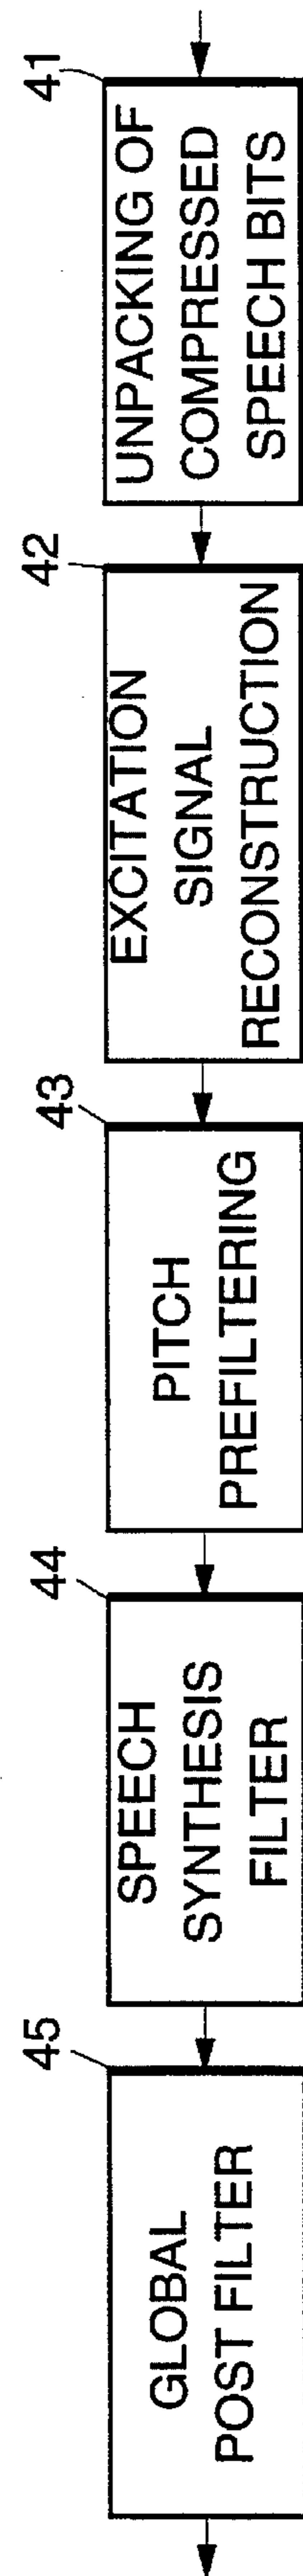 41
UNPACKING OF
COMPRESSED
SPEECH BITS
42
EXCITATION
SIGNAL
RECONSTRUCTION
43
PITCH
PREFILTERING
44
SPEECH
SYNTHESIS
FILTER
45
GLOBAL
POST FILTER